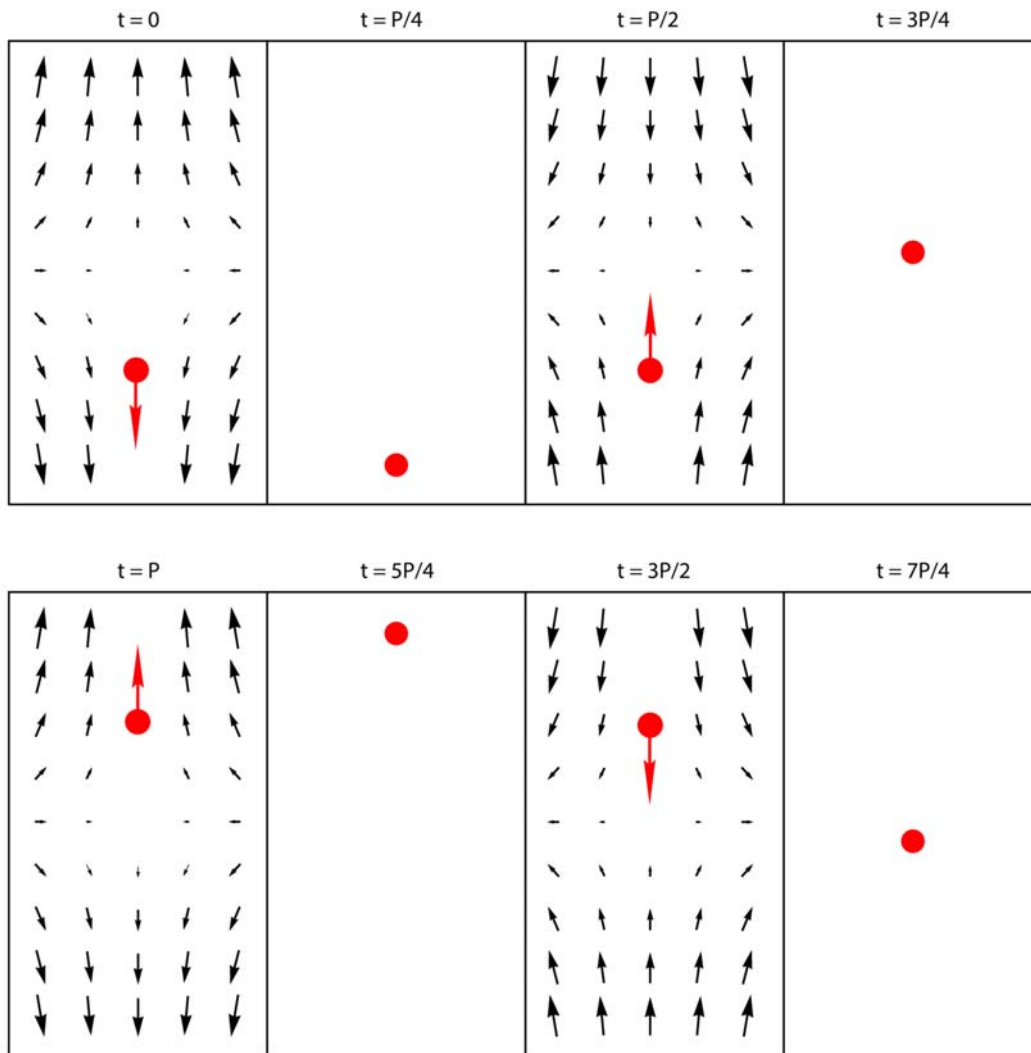 t = 0 t = P/4 t = P/2 t = 3P/4
t = P t = 5P/4 t = 3P/2 t = 7P/4